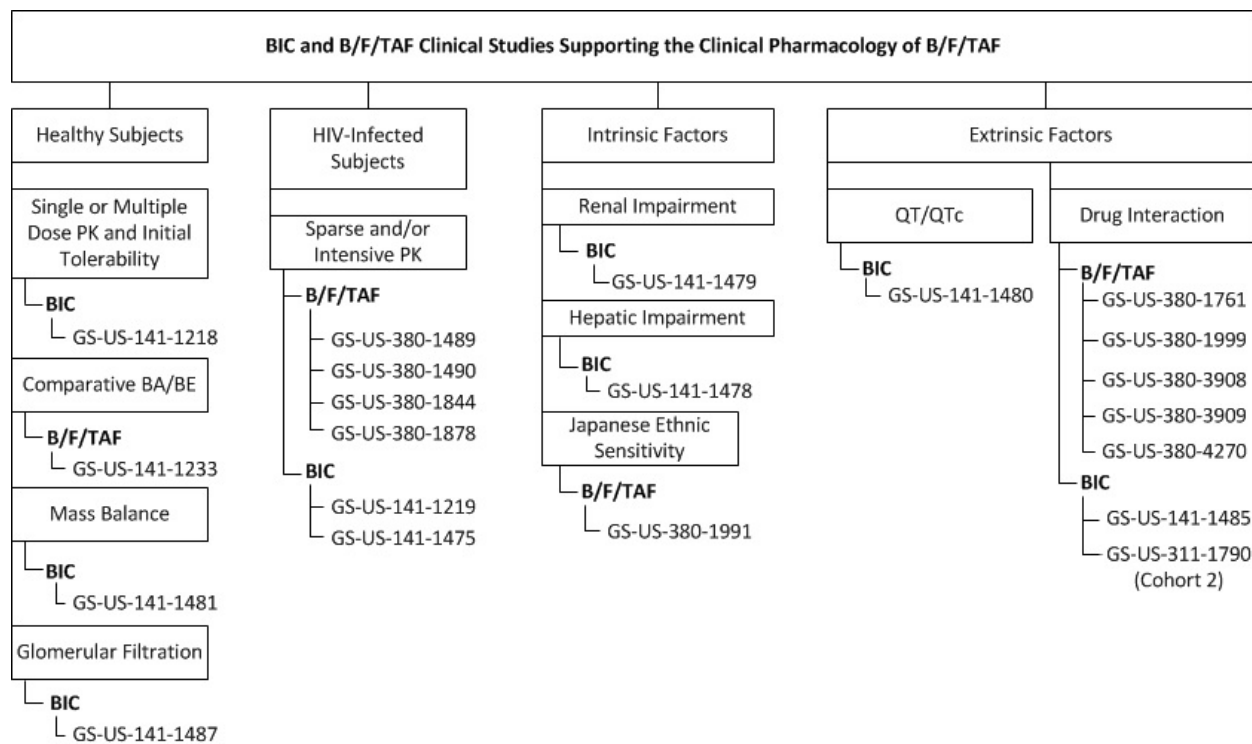 BIC and B/F/TAF Clinical Studies Supporting the Clinical Pharmacology of B/F/TAF
Healthy Subjects
Single or Multiple
Dose PK and Initial
Tolerability
BIC
GS-US-141-1218
Comparative BA/BE
B/F/TAF
GS-US-141-1233
Mass Balance
BIC
GS-US-141-1481
Glomerular Filtration
BIC
GS-US-141-1487
HIV-Infected
Subjects
Sparse and/or
Intensive PK
B/F/TAF
GS-US-380-1489
GS-US-380-1490
GS-US-380-1844
GS-US-380-1878
BIC
GS-US-141-1219
GS-US-141-1475
Intrinsic Factors
Renal Impairment
BIC
GS-US-141-1479
Hepatic Impairment
BIC
GS-US-141-1478
Japanese Ethnic
Sensitivity
B/F/TAF
GS-US-380-1991
Extrinsic Factors
QT/QTc
BIC
GS-US-141-1480
Drug Interaction
B/F/TAF
GS-US-380-1761
GS-US-380-1999
GS-US-380-3908
GS-US-380-3909
GS-US-380-4270
BIC
GS-US-141-1485
GS-US-311-1790
(Cohort 2)